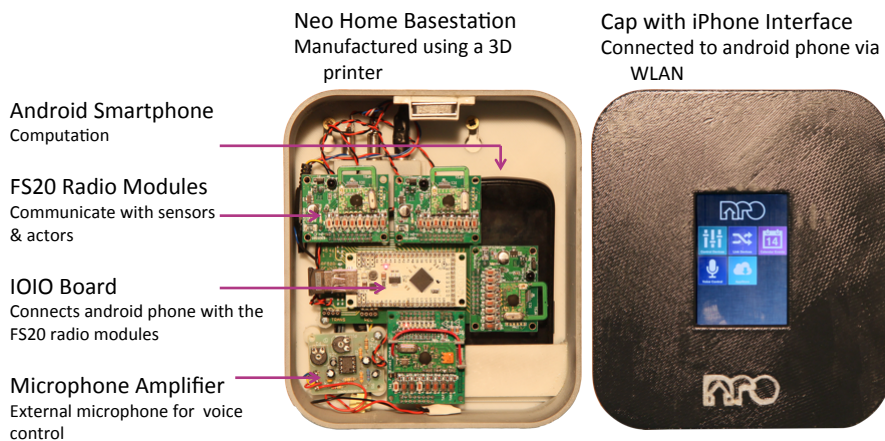 Neo Home Basestation
Manufactured using a 3D
printer
Cap with iPhone Interface
Connected to android phone via
WLAN
Android Smartphone
Computation
FS20 Radio Modules
Communicate with sensors
& actors
IOIO Board
Connects android phone with the
FS20 radio modules
Microphone Amplifier
External microphone for voice
control
14